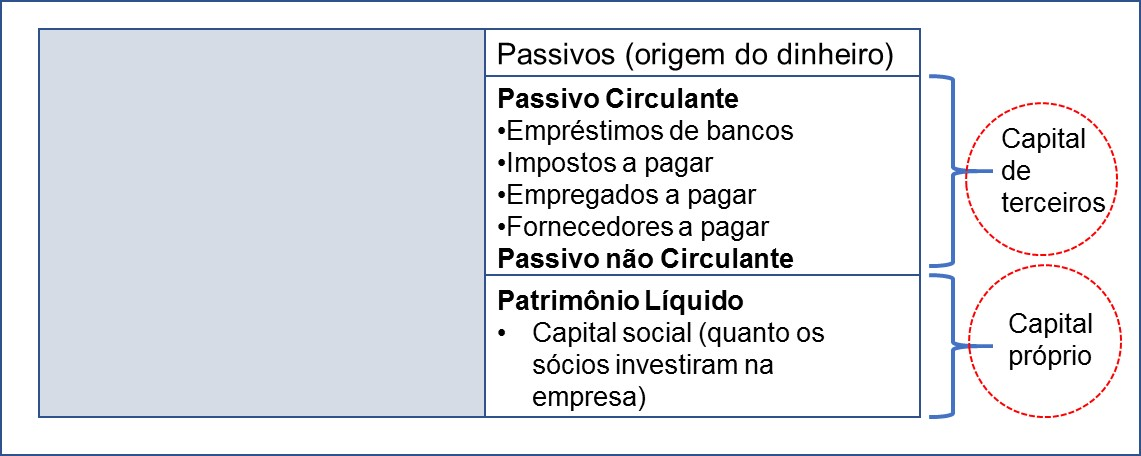 Passivos (origem do dinheiro)
Passivo Circulante
•Empréstimos de bancos
•Impostos a pagar
•Empregados a pagar
•Fornecedores a pagar
Passivo não Circulante
Patrimônio Líquido
• Capital social (quanto os
sócios investiram na
empresa)
Capital
de
terceiros
Capital
próprio